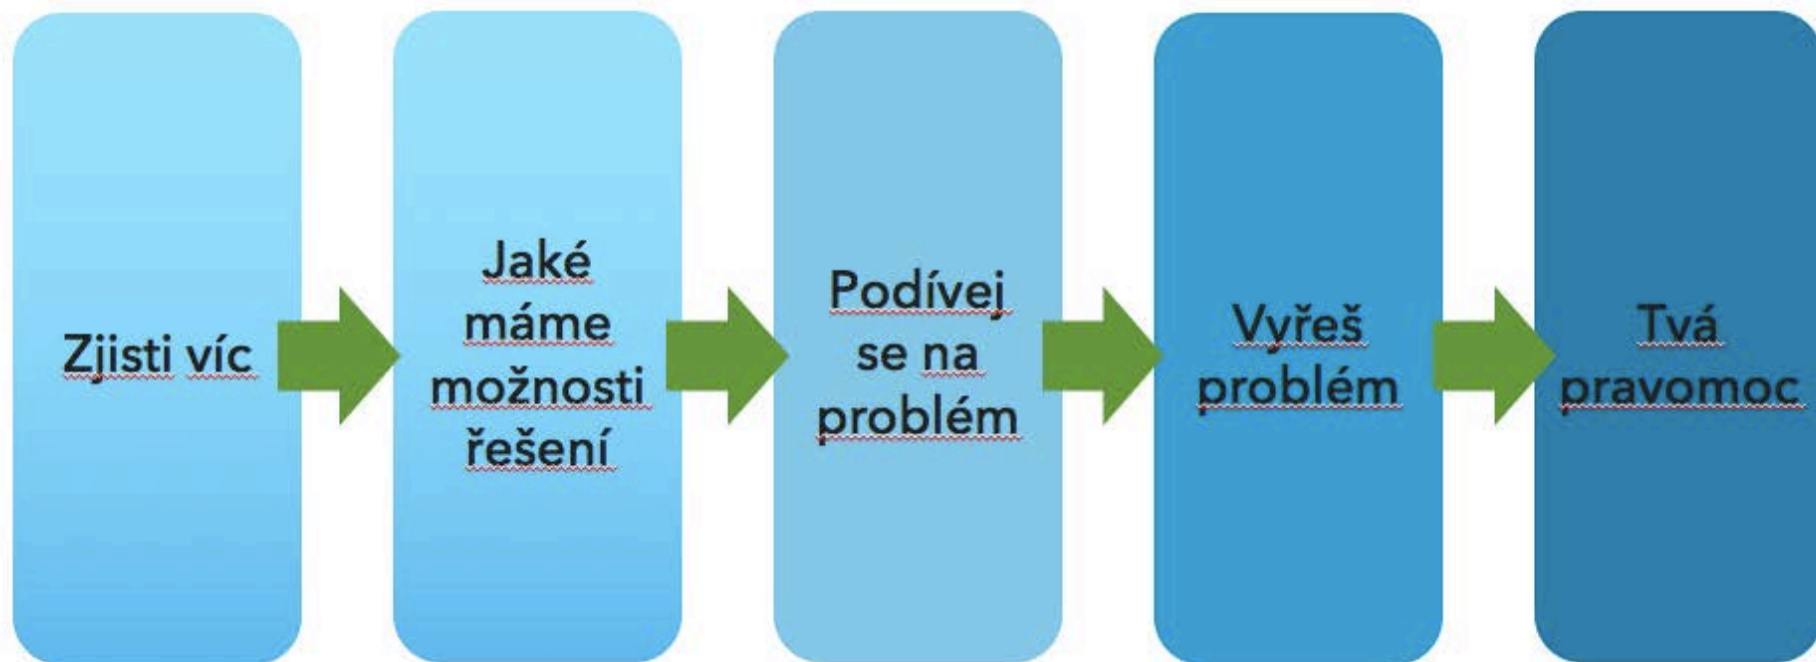 Zjisti víc
Jaké
máme
možnosti
řešení
Podívej
se na
problém
Vyřeš
problém
Tvá
pravomoc